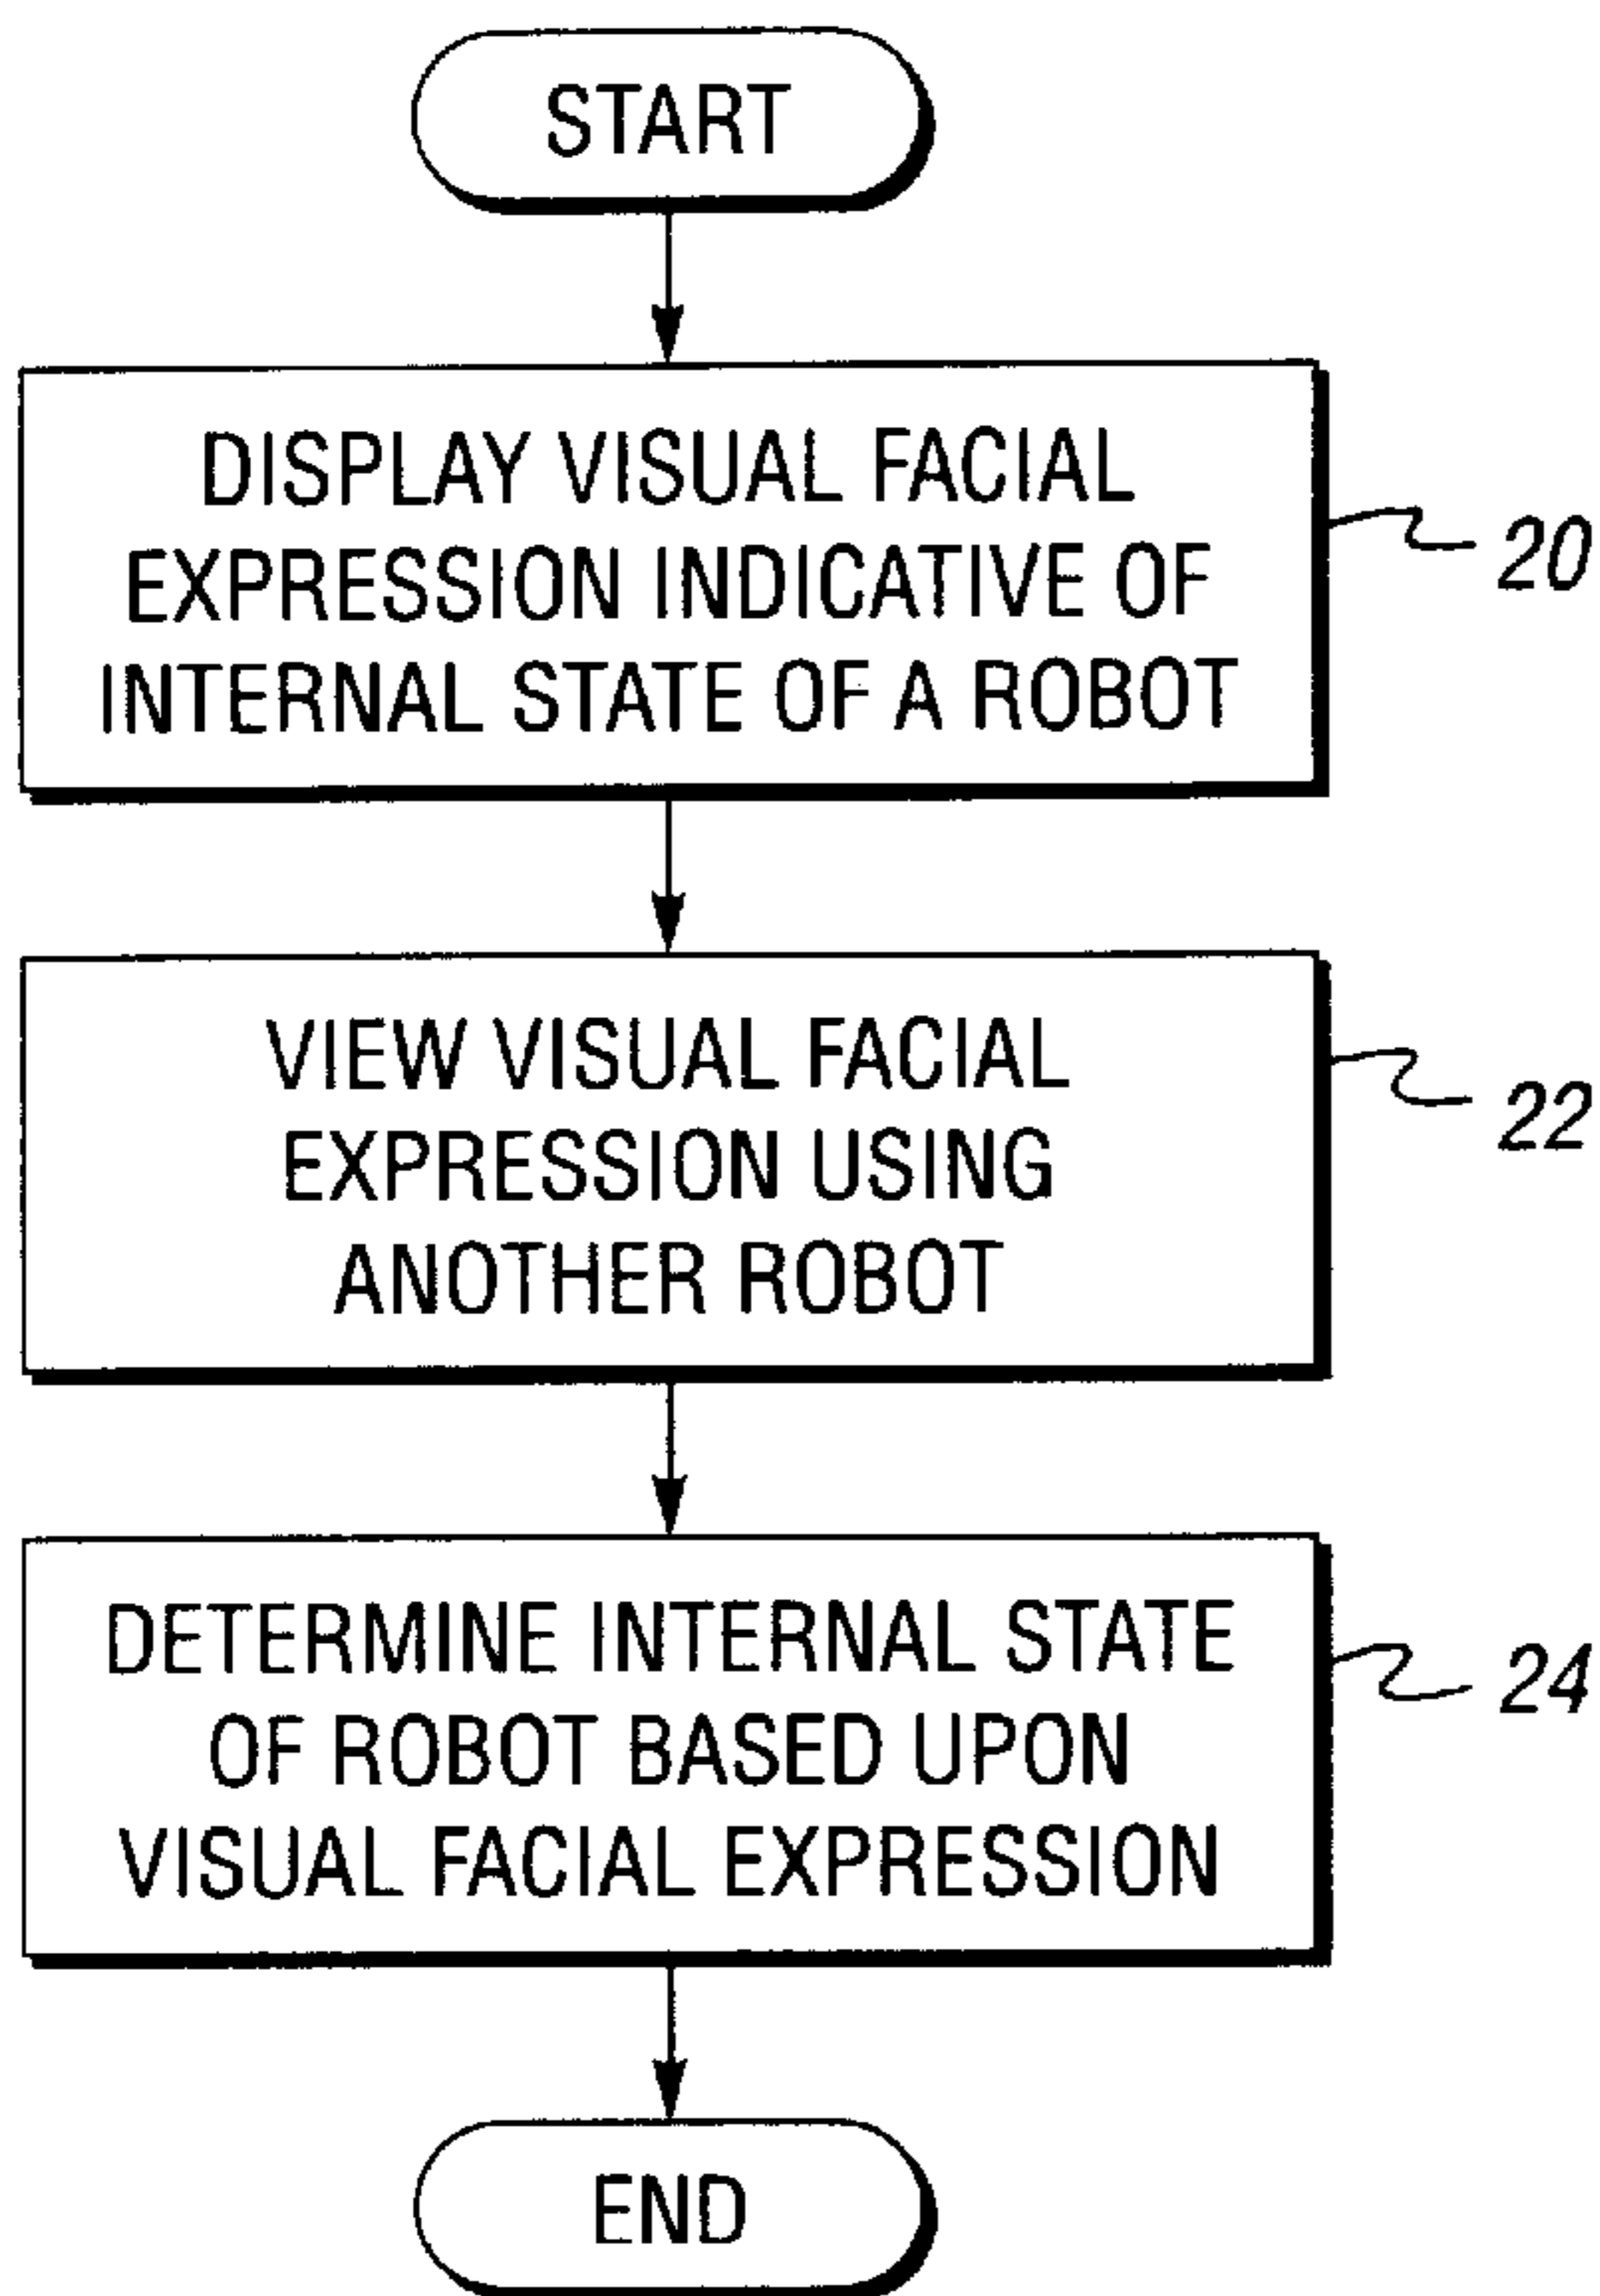 START
DISPLAY VISUAL FACIAL
EXPRESSION INDICATIVE OF
INTERNAL STATE OF A ROBOT
20
VIEW VISUAL FACIAL
EXPRESSION USING
ANOTHER ROBOT
22
DETERMINE INTERNAL STATE
OF ROBOT BASED UPON
VISUAL FACIAL EXPRESSION
24
END